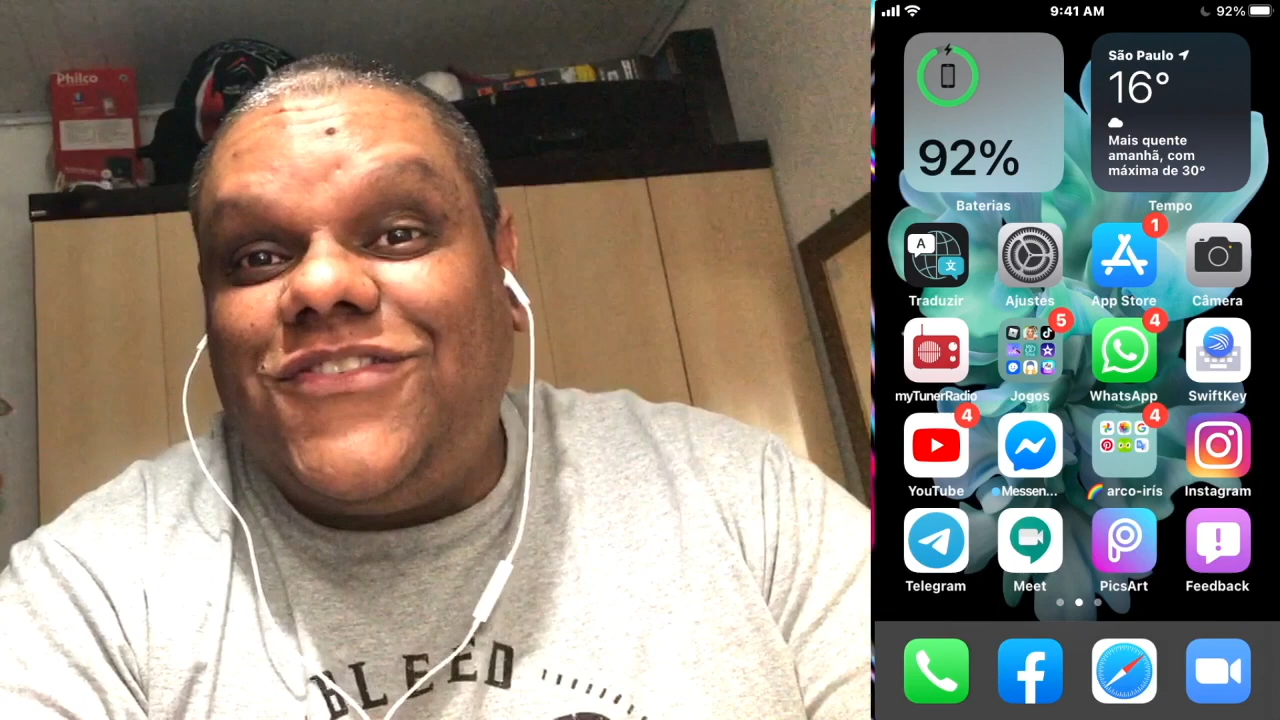 Philco
BLEED
9:41 AM
92%
92%
Baterias
São Paulo
16°
Mais quente
amanhã, com
máxima de 30°
Tempo
A
文
1
Traduzir
Ajustes
App Store
Câmera
5
4
myTunerRadio
Jogos
WhatsApp
SwiftKey
4
4
YouTube
Messen...
arco-íris
Instagram
Telegram
Meet
PicsArt
Feedback